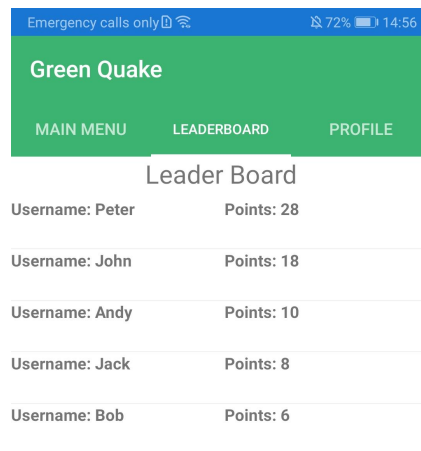 Emergency calls only 72% 14:56
Green Quake
MAIN MENU LEADERBOARD PROFILE
Leader Board
Username: Peter Points: 28
Username: John Points: 18
Username: Andy Points: 10
Username: Jack Points: 8
Username: Bob Points: 6